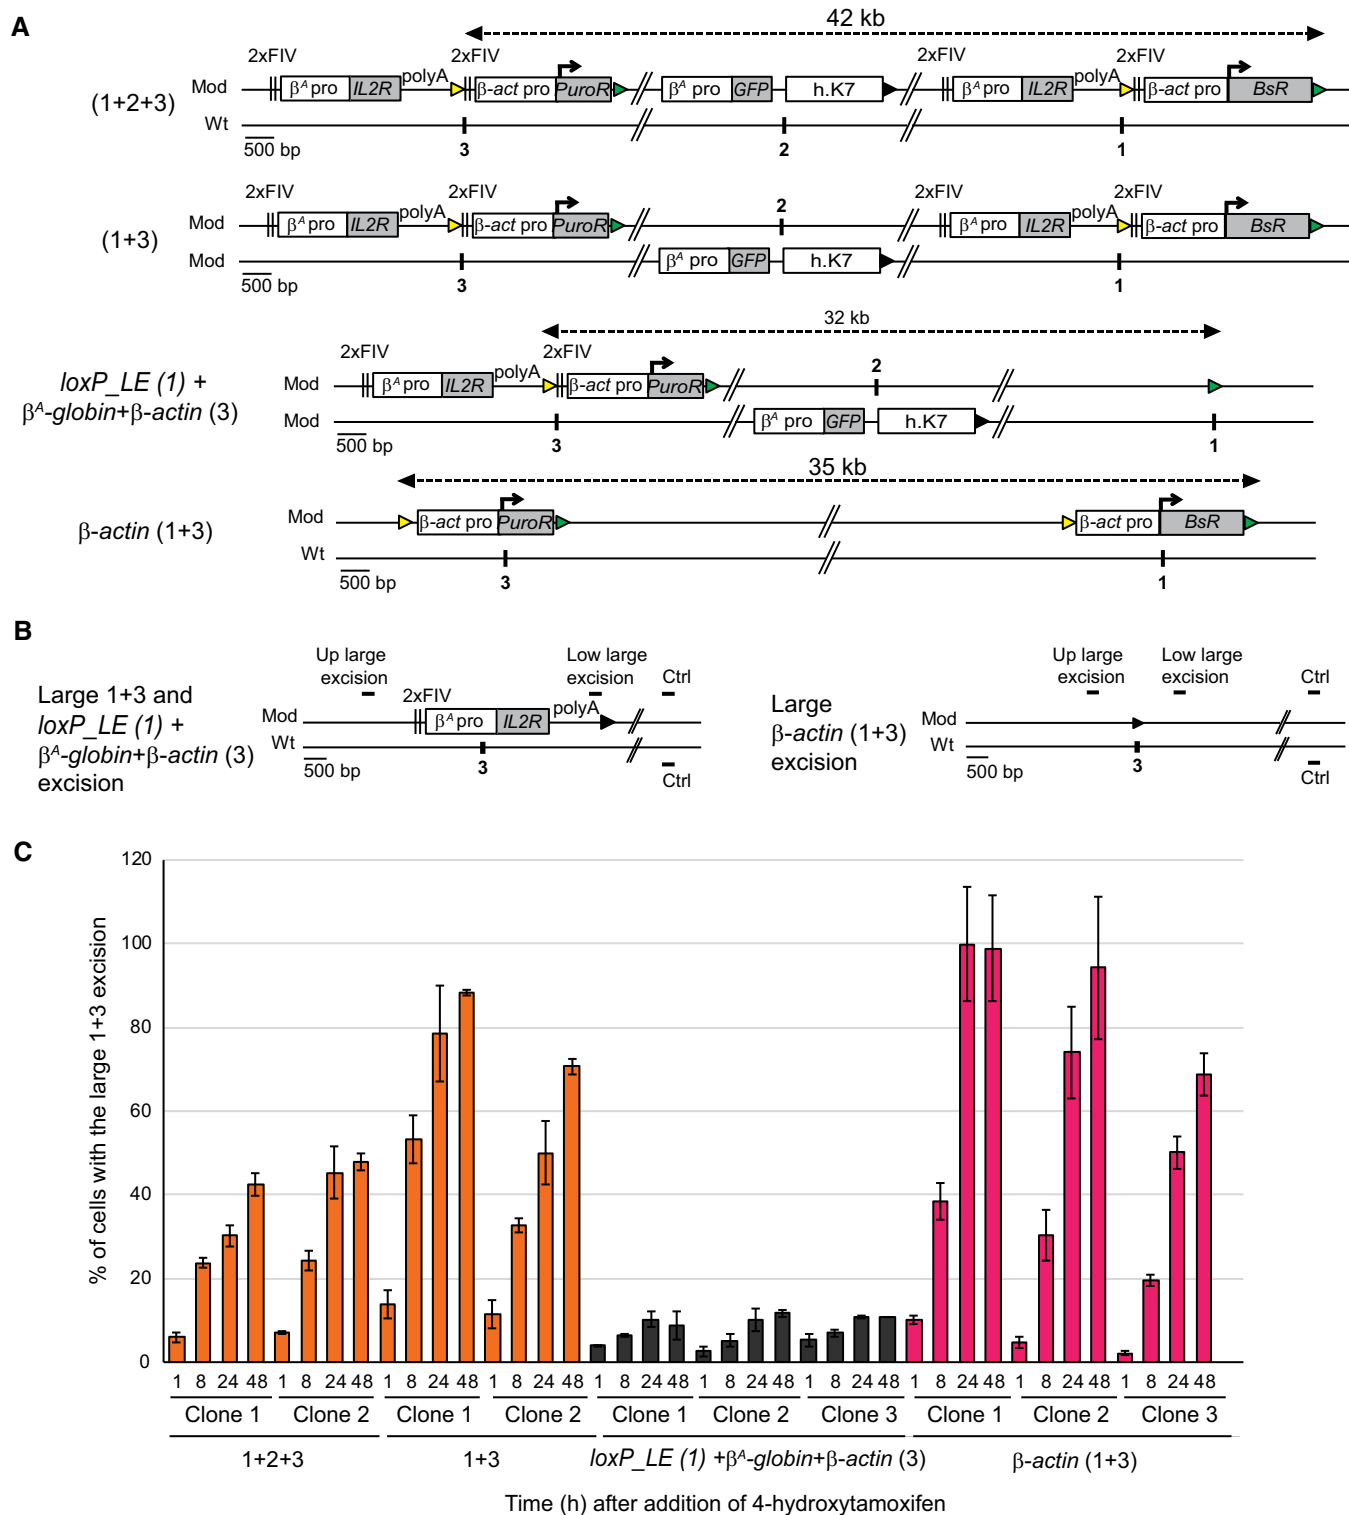 A
42 kb
2xFIV 2xFIV 2xFIV 2xFIV
polyA polyA
(1+2+3)
Mod βᴬ pro IL2R β-act pro PuroR βᴬ pro GFP h.K7 βᴬ pro IL2R β-act pro BsR
Wt
500 bp 3 2 1
2xFIV 2xFIV 2 2xFIV 2xFIV
polyA polyA
(1+3)
Mod βᴬ pro IL2R β-act pro PuroR βᴬ pro IL2R β-act pro BsR
Mod βᴬ pro GFP h.K7
500 bp 3 1
32 kb
2xFIV 2xFIV 2
polyA
loxP_LE (1) +
βᴬ-globin+β-actin (3)
Mod βᴬ pro IL2R β-act pro PuroR
Mod βᴬ pro GFP h.K7
500 bp 3 1
35 kb
β-actin (1+3)
Mod β-act pro PuroR β-act pro BsR
Wt
500 bp 3 1
B
Large 1+3 and
loxP_LE (1) +
βᴬ-globin+β-actin (3)
excision
Up large
excision
Low large
excision
Ctrl
2xFIV
polyA
Mod βᴬ pro IL2R
Wt
500 bp 3
Ctrl
Large
β-actin (1+3)
excision
Up large
excision
Low large
excision
Ctrl
Mod
Wt
500 bp 3
Ctrl
C
% of cells with the large 1+3 excision
120
100
80
60
40
20
0
1 8 24 48 1 8 24 48 1 8 24 48 1 8 24 48 1 8 24 48 1 8 24 48 1 8 24 48 1 8 24 48 1 8 24 48 1 8 24 48
Clone 1 Clone 2 Clone 1 Clone 2 Clone 1 Clone 2 Clone 3 Clone 1 Clone 2 Clone 3
1+2+3 1+3 loxP_LE (1) +βᴬ-globin+β-actin (3) β-actin (1+3)
Time (h) after addition of 4-hydroxytamoxifen